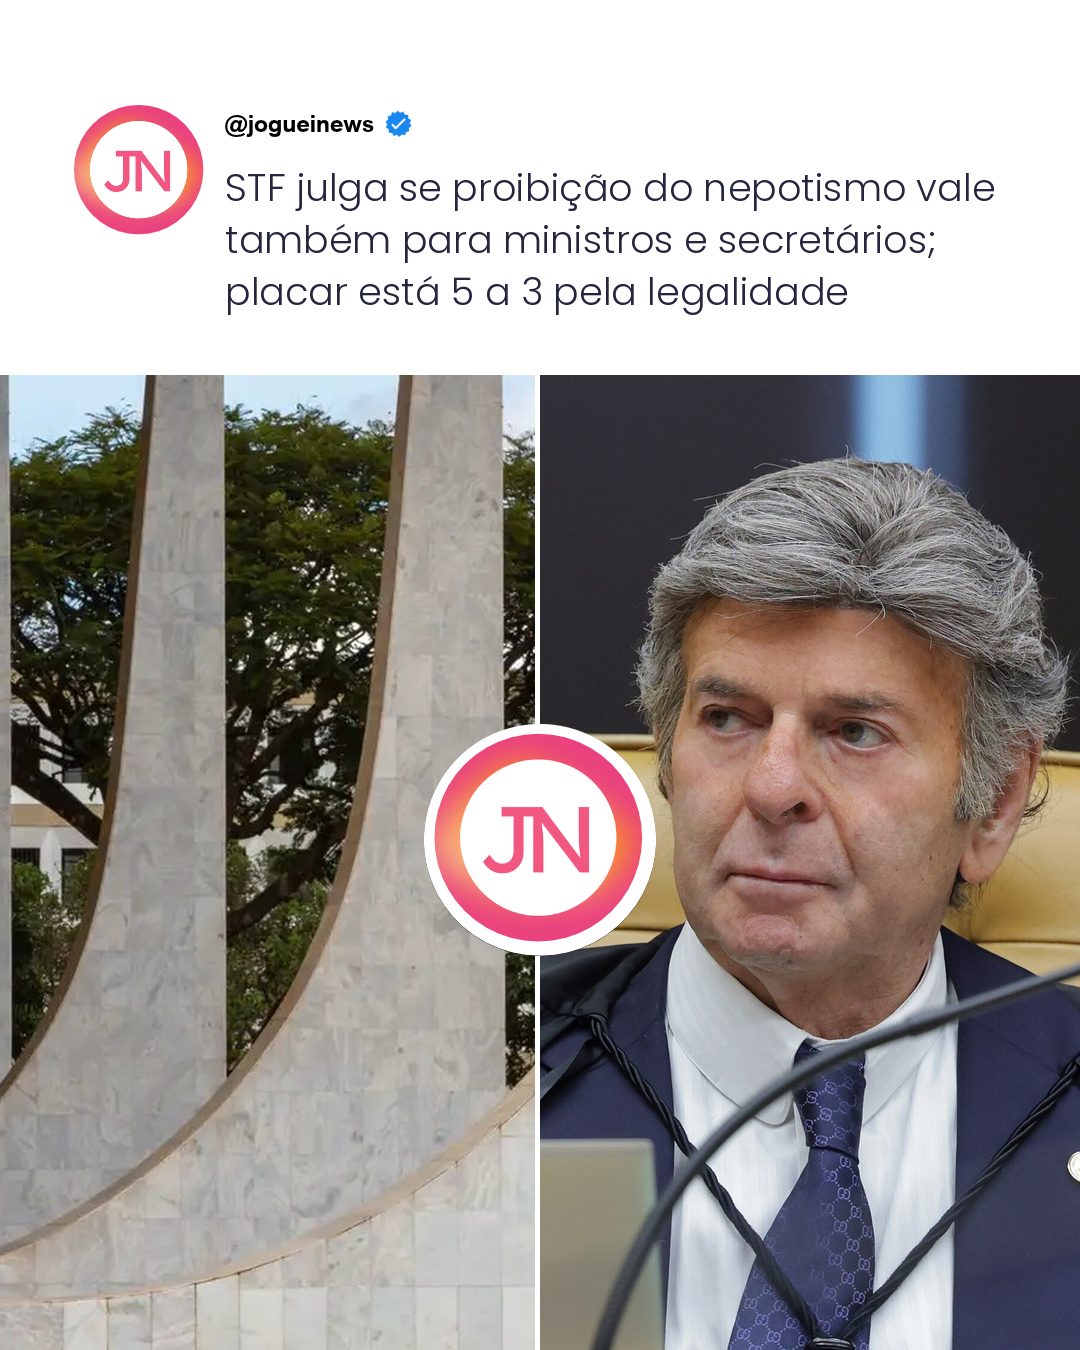 JN
@jogueinews
STF julga se proibição do nepotismo vale
também para ministros e secretários;
placar está 5 a 3 pela legalidade
JN